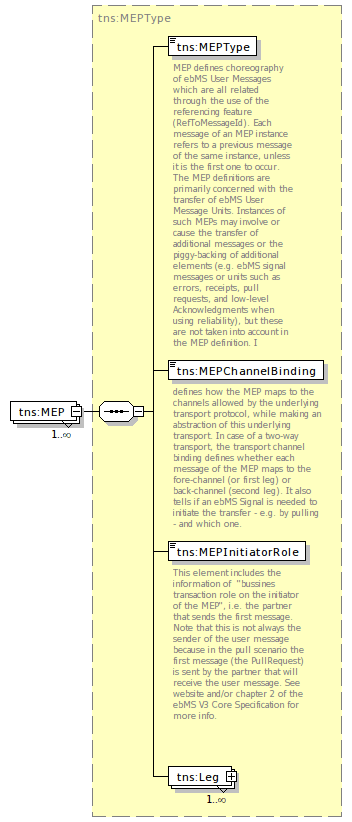 tns:MEPType
tns:MEPType
MEP defines choreography
of ebMS User Messages
which are all related
through the use of the
referencing feature
(RefToMessageId). Each
message of an MEP instance
refers to a previous message
of the same instance, unless
it is the first one to occur.
The MEP definitions are
primarily concerned with the
transfer of ebMS User
Message Units. Instances of
such MEPs may involve or
cause the transfer of
additional messages or the
piggy-backing of additional
elements (e.g. ebMS signal
messages or units such as
errors, receipts, pull
requests, and low-level
Acknowledgments when
using reliability), but these
are not taken into account in
the MEP definition. I
tns:MEPChannelBinding
defines how the MEP maps to the
channels allowed by the underlying
transport protocol, while making an
abstraction of this underlying
transport. In case of a two-way
transport, the transport channel
binding defines whether each
message of the MEP maps to the
fore-channel (or first leg) or
back-channel (second leg). It also
tells if an ebMS Signal is needed to
initiate the transfer - e.g. by pulling
- and which one.
tns:MEP
1..∞
tns:MEPInitiatorRole
This element includes the
information of "bussines
transaction role on the initiator
of the MEP", i.e. the partner
that sends the first message.
Note that this is not always the
sender of the user message
because in the pull scenario the
first message (the PullRequest)
is sent by the partner that will
receive the user message. See
website and/or chapter 2 of the
ebMS V3 Core Specification for
more info.
tns:Leg
1..∞